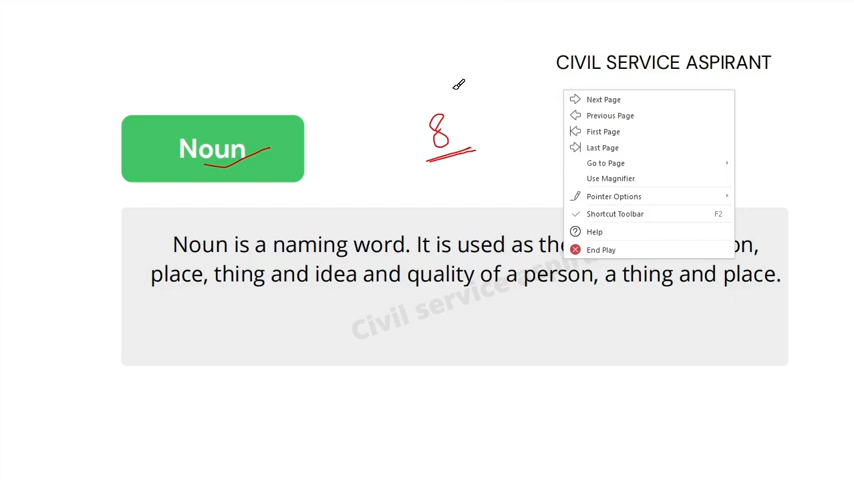 CIVIL SERVICE ASPIRANT
Noun
8
Next Page
Previous Page
First Page
Last Page
Go to Page
Use Magnifier
Pointer Options
Shortcut Toolbar F2
Help
End Play
Noun is a naming word. It is used as the on,
place, thing and idea and quality of a person, a thing and place.
Civil service aspira